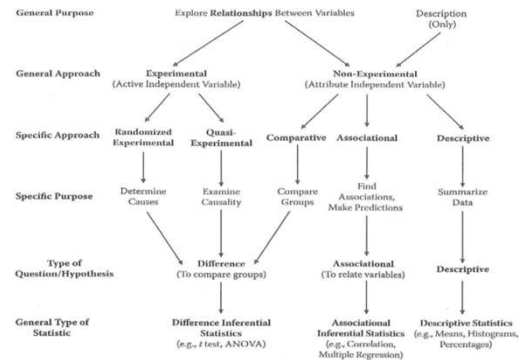 General Purpose
Explore Relationships Between Variables
Description
(Only)
General Approach
Experimental
(Active Independent Variable)
Non-Experimental
(Attribute Independent Variable)
Specific Approach
Randomized
Experimental
Quasi-
Experimental
Comparative
Associational
Descriptive
Specific Purpose
Determine
Causes
Examine
Causality
Compare
Groups
Find
Associations,
Make Predictions
Summarize
Data
Type of
Question/Hypothesis
Difference
(To compare groups)
Associational
(To relate variables)
Descriptive
General Type of
Statistic
Difference Inferential
Statistics
(e.g., t test, ANOVA)
Associational
Inferential Statistics
(e.g., Correlation,
Multiple Regression)
Descriptive Statistics
(e.g., Means, Histograms,
Percentages)